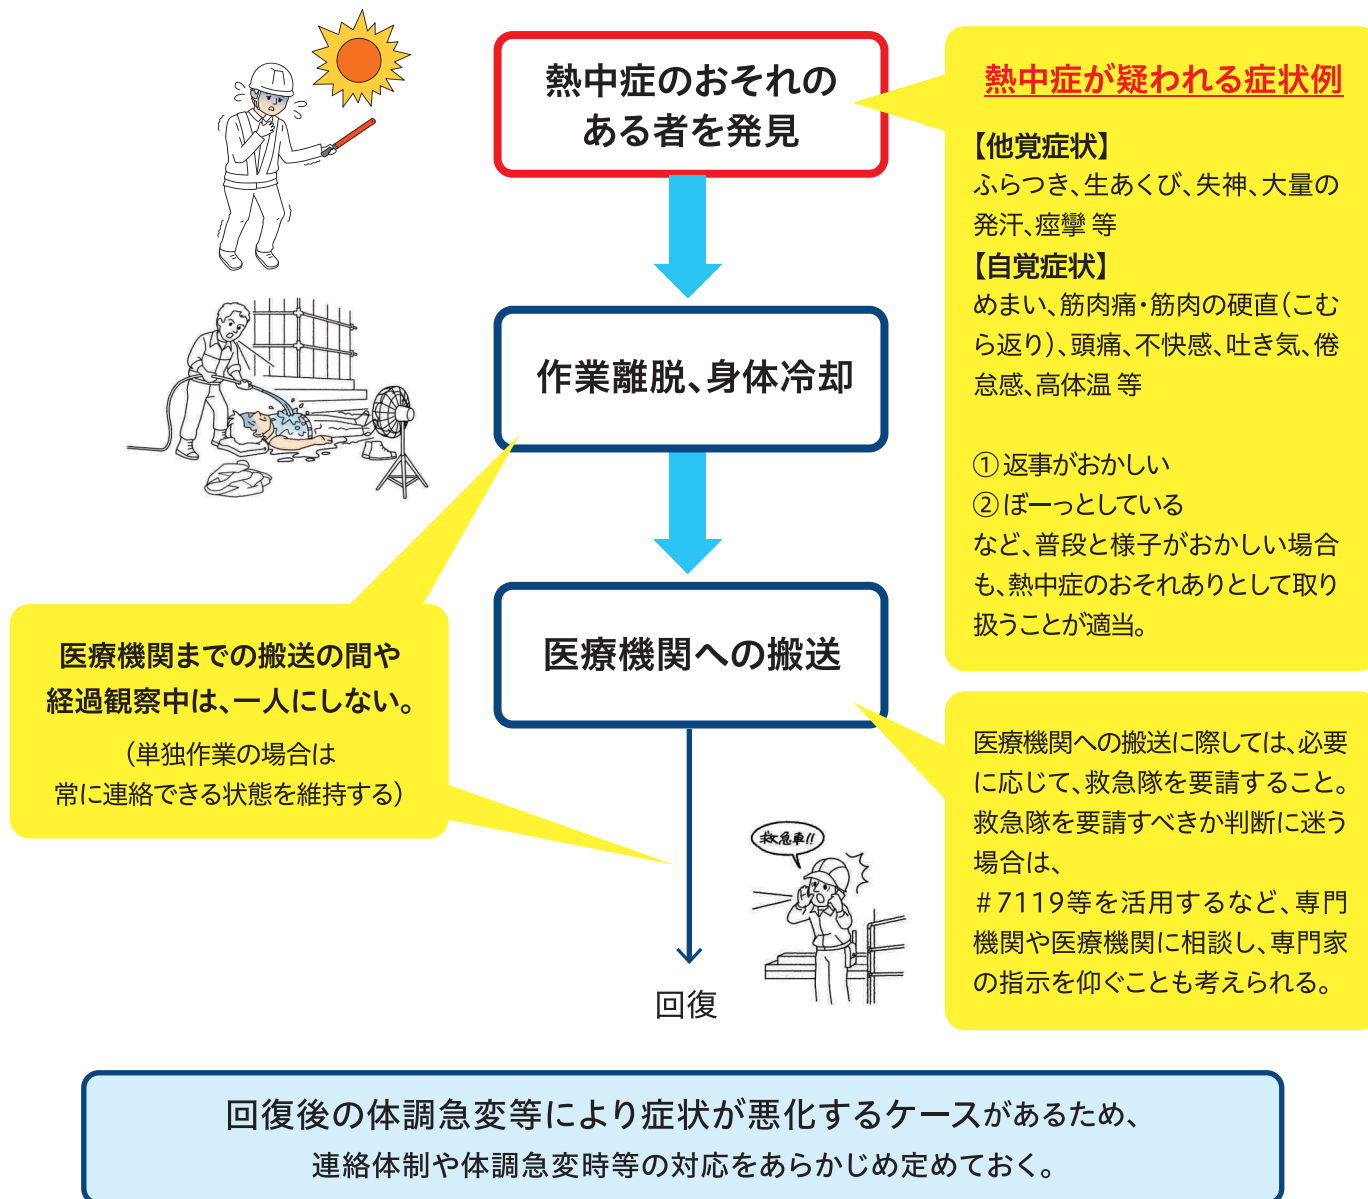 熱中症のおそれの
ある者を発見
熱中症が疑われる症状例
【他覚症状】
ふらつき、生あくび、失神、大量の
発汗、痙攣 等
【自覚症状】
めまい、筋肉痛・筋肉の硬直(こむ
ら返り)、頭痛、不快感、吐き気、倦
怠感、高体温 等
① 返事がおかしい
② ぼーっとしている
など、普段と様子がおかしい場合
も、熱中症のおそれありとして取り
扱うことが適当。
作業離脱、身体冷却
医療機関までの搬送の間や
経過観察中は、一人にしない。
(単独作業の場合は
常に連絡できる状態を維持する)
医療機関への搬送
医療機関への搬送に際しては、必要
に応じて、救急隊を要請すること。
救急隊を要請すべきか判断に迷う
場合は、
#7119等を活用するなど、専門
機関や医療機関に相談し、専門家
の指示を仰ぐことも考えられる。
救急車!!
回復
回復後の体調急変等により症状が悪化するケースがあるため、
連絡体制や体調急変時等の対応をあらかじめ定めておく。